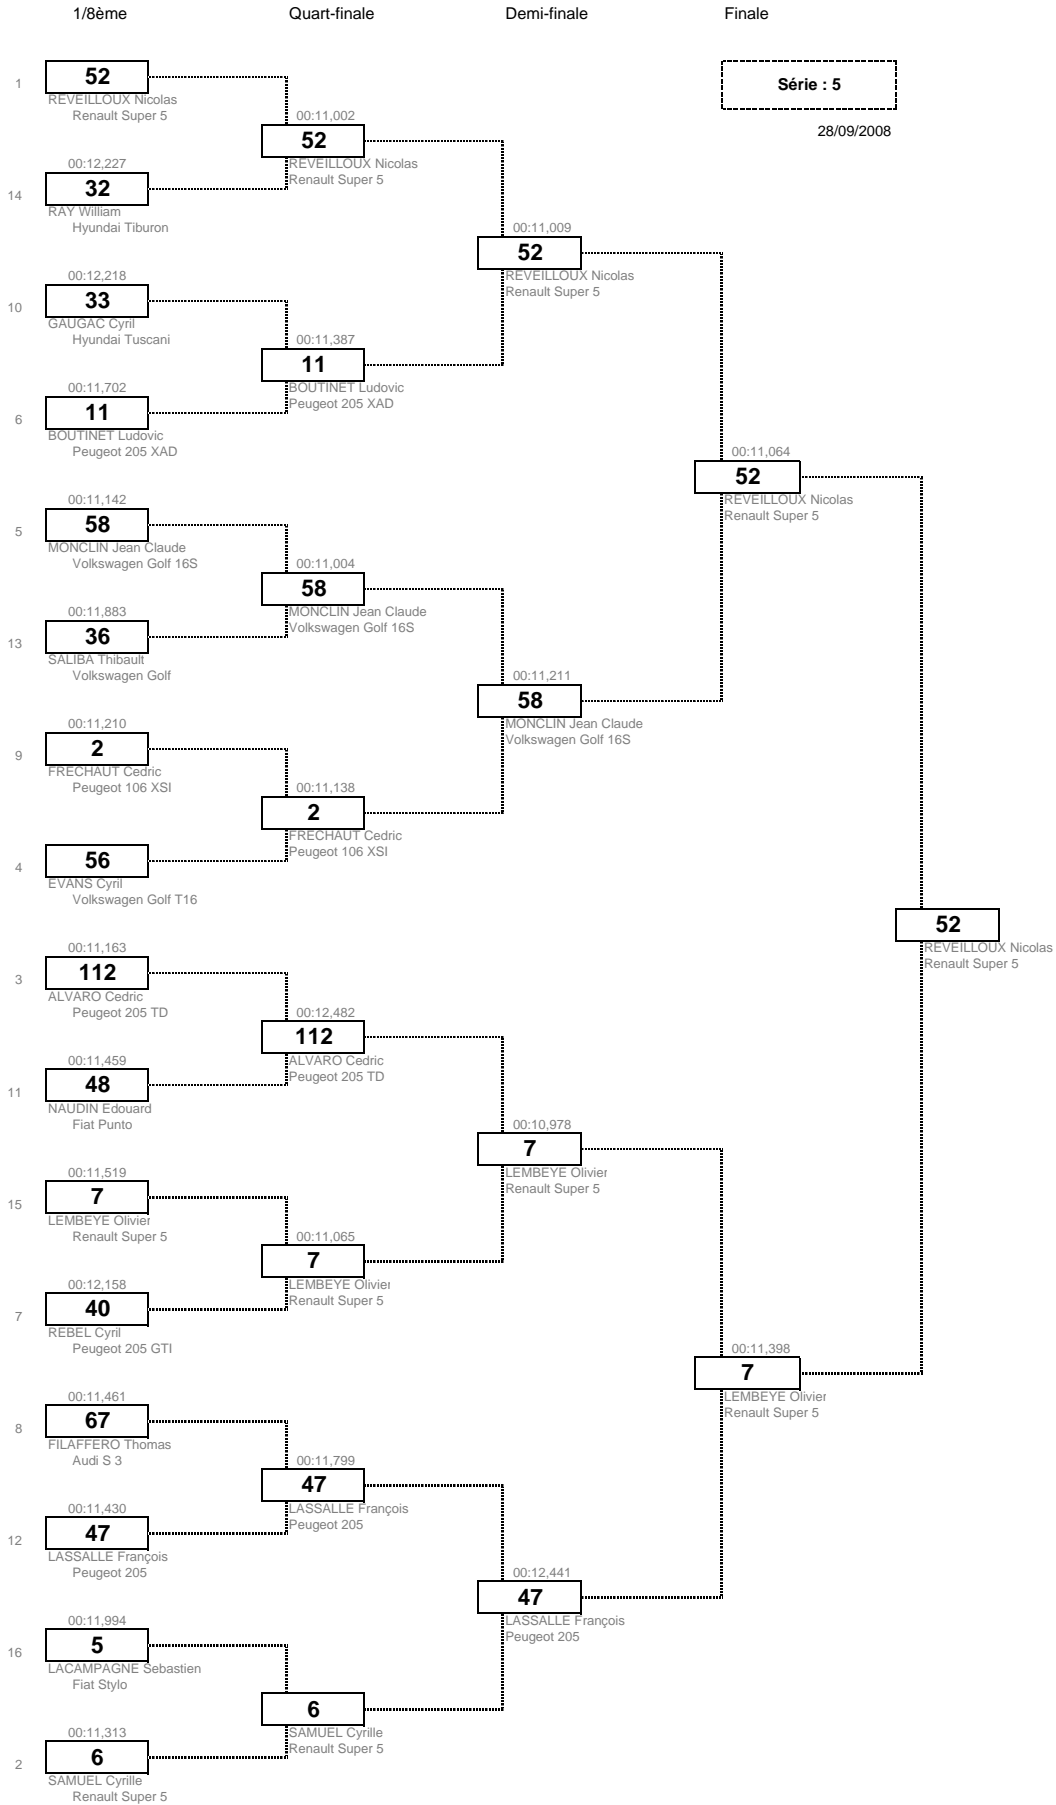 1/8ème Quart-finale Demi-finale Finale
Série : 5
28/09/2008
1
52
REVEILLOUX Nicolas
Renault Super 5
00:12,227
14
32
RAY William
Hyundai Tiburon
00:12,218
10
33
GAUGAC Cyril
Hyundai Tuscani
00:11,702
6
11
BOUTINET Ludovic
Peugeot 205 XAD
00:11,142
5
58
MONCLIN Jean Claude
Volkswagen Golf 16S
00:11,883
13
36
SALIBA Thibault
Volkswagen Golf
00:11,210
9
2
FRECHAUT Cedric
Peugeot 106 XSI
4
56
EVANS Cyril
Volkswagen Golf T16
00:11,163
3
112
ALVARO Cedric
Peugeot 205 TD
00:11,459
11
48
NAUDIN Edouard
Fiat Punto
00:11,519
15
7
LEMBEYE Olivier
Renault Super 5
00:12,158
7
40
REBEL Cyril
Peugeot 205 GTI
00:11,461
8
67
FILAFFERO Thomas
Audi S 3
00:11,430
12
47
LASSALLE François
Peugeot 205
00:11,994
16
5
LACAMPAGNE Sebastien
Fiat Stylo
00:11,313
2
6
SAMUEL Cyrille
Renault Super 5
00:11,002
52
REVEILLOUX Nicolas
Renault Super 5
00:11,387
11
BOUTINET Ludovic
Peugeot 205 XAD
00:11,004
58
MONCLIN Jean Claude
Volkswagen Golf 16S
00:11,138
2
FRECHAUT Cedric
Peugeot 106 XSI
00:12,482
112
ALVARO Cedric
Peugeot 205 TD
00:11,065
7
LEMBEYE Olivier
Renault Super 5
00:11,799
47
LASSALLE François
Peugeot 205
6
SAMUEL Cyrille
Renault Super 5
00:11,009
52
REVEILLOUX Nicolas
Renault Super 5
00:11,211
58
MONCLIN Jean Claude
Volkswagen Golf 16S
00:10,978
7
LEMBEYE Olivier
Renault Super 5
00:12,441
47
LASSALLE François
Peugeot 205
00:11,064
52
REVEILLOUX Nicolas
Renault Super 5
00:11,398
7
LEMBEYE Olivier
Renault Super 5
52
REVEILLOUX Nicolas
Renault Super 5